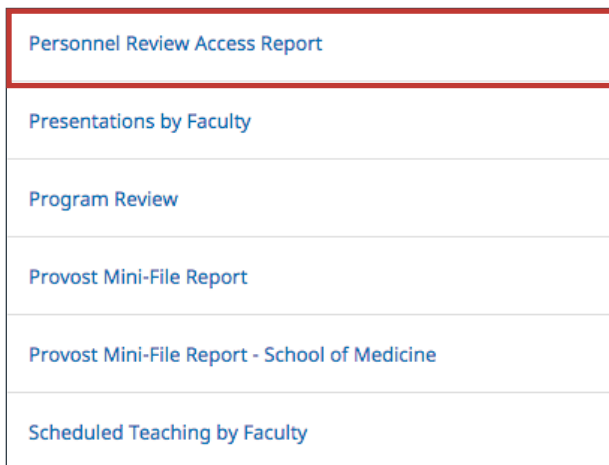 Personnel Review Access Report
Presentations by Faculty
Program Review
Provost Mini-File Report
Provost Mini-File Report - School of Medicine
Scheduled Teaching by Faculty